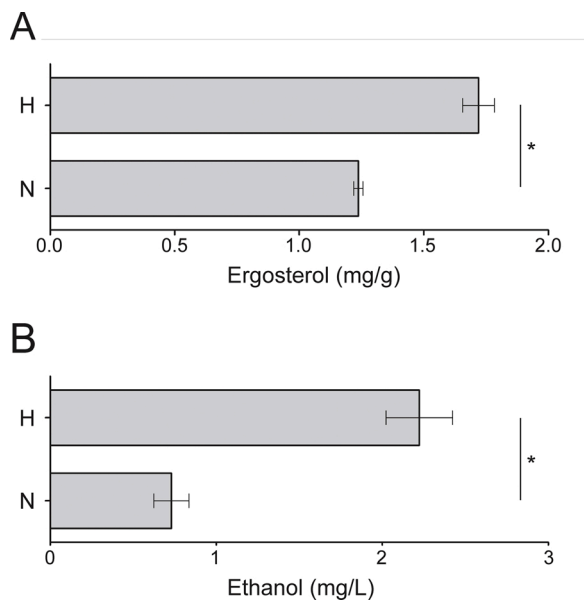 A
H
*
N
0.0 0.5 1.0 1.5 2.0
Ergosterol (mg/g)
B
H
*
N
0 1 2 3
Ethanol (mg/L)